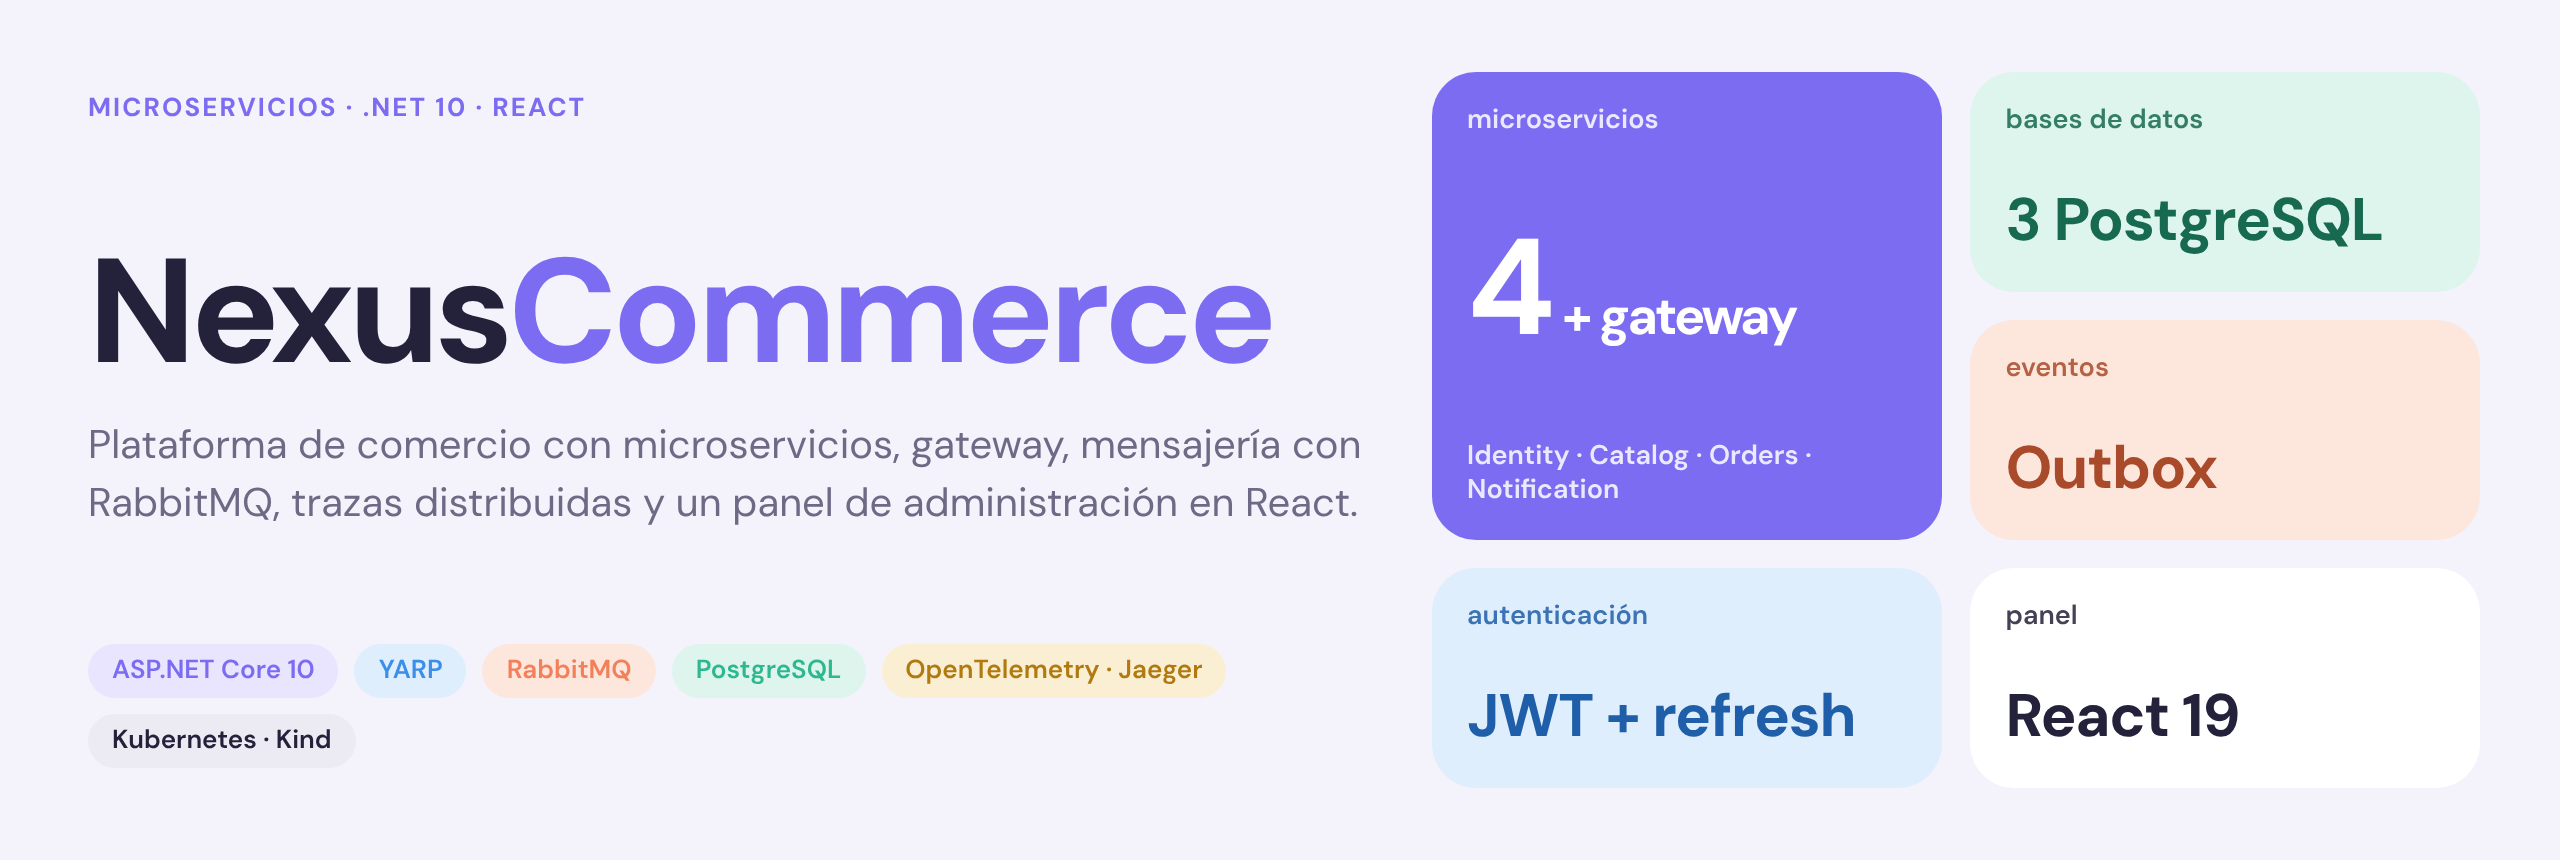 MICROSERVICIOS · .NET 10 · REACT
NexusCommerce
Plataforma de comercio con microservicios, gateway, mensajería con
RabbitMQ, trazas distribuidas y un panel de administración en React.
ASP.NET Core 10
YARP
RabbitMQ
PostgreSQL
OpenTelemetry · Jaeger
Kubernetes · Kind
microservicios
4 + gateway
Identity · Catalog · Orders ·
Notification
bases de datos
3 PostgreSQL
eventos
Outbox
autenticación
JWT + refresh
panel
React 19